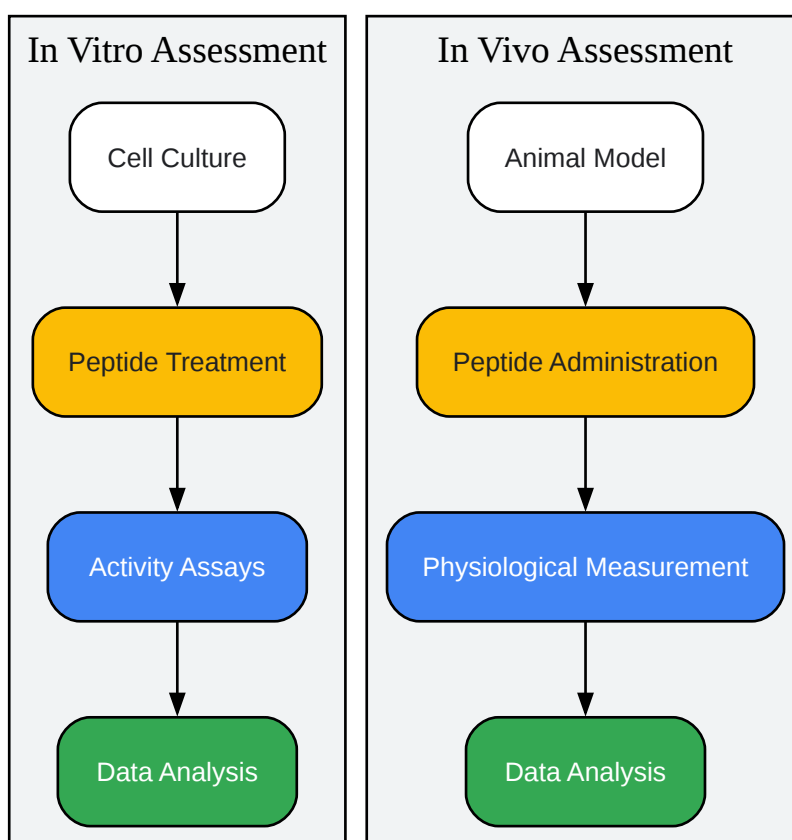 In Vitro Assessment
Cell Culture
Peptide Treatment
Activity Assays
Data Analysis
In Vivo Assessment
Animal Model
Peptide Administration
Physiological Measurement
Data Analysis